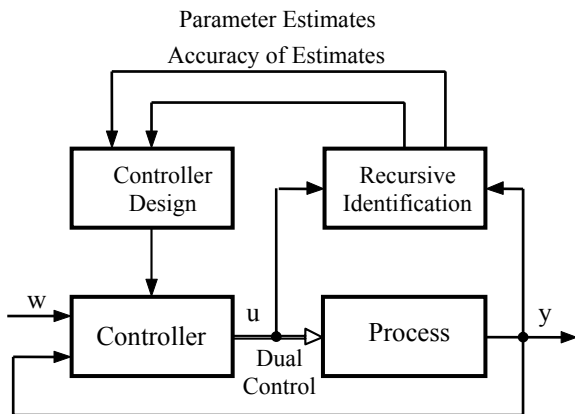 Parameter Estimates
Accuracy of Estimates
Controller
Design
Recursive
Identification
w
Controller
u
Dual
Control
Process
y